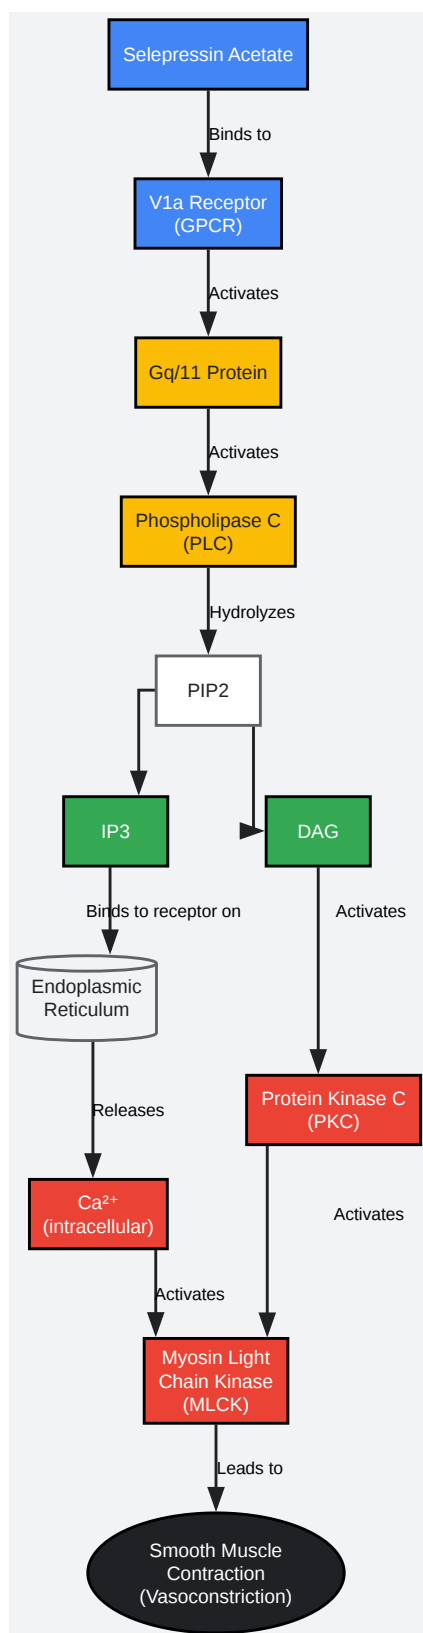 Selepressin Acetate
Binds to
V1a Receptor
(GPCR)
Activates
Gq/11 Protein
Activates
Phospholipase C
(PLC)
Hydrolyzes
PIP2
IP3
DAG
Binds to receptor on
Activates
Endoplasmic
Reticulum
Releases
Protein Kinase C
(PKC)
Ca²⁺
(intracellular)
Activates
Activates
Myosin Light
Chain Kinase
(MLCK)
Leads to
Smooth Muscle
Contraction
(Vasoconstriction)